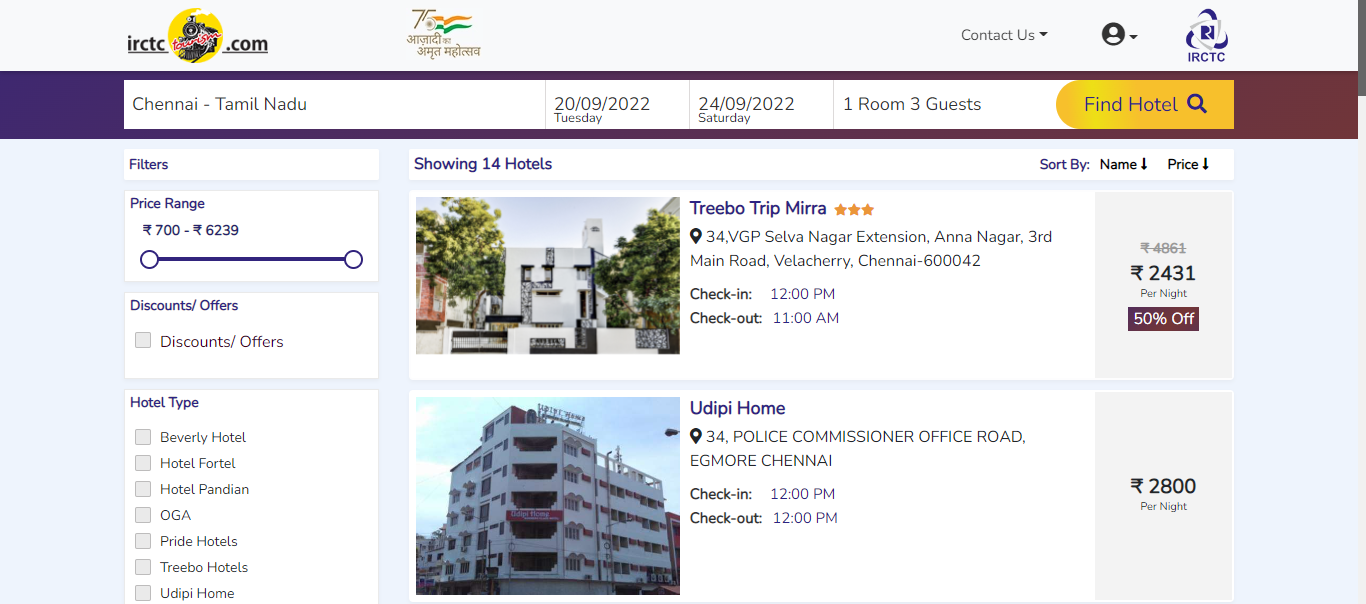 irctc tourism .com
75
आज़ादी का
अमृत महोत्सव
Contact Us
IRCTC
Chennai - Tamil Nadu
20/09/2022
Tuesday
24/09/2022
Saturday
1 Room 3 Guests
Find Hotel
Filters
Showing 14 Hotels
Sort By: Name Price
Price Range
₹ 700 - ₹ 6239
Discounts/ Offers
Discounts/ Offers
Hotel Type
Beverly Hotel
Hotel Fortel
Hotel Pandian
OGA
Pride Hotels
Treebo Hotels
Udipi Home
Treebo Trip Mirra
34,VGP Selva Nagar Extension, Anna Nagar, 3rd
Main Road, Velacherry, Chennai-600042
Check-in: 12:00 PM
Check-out: 11:00 AM
₹ 4861
₹ 2431
Per Night
50% Off
UDIPI HOME
Udipi Home
Udipi Home
34, POLICE COMMISSIONER OFFICE ROAD,
EGMORE CHENNAI
Check-in: 12:00 PM
Check-out: 12:00 PM
₹ 2800
Per Night